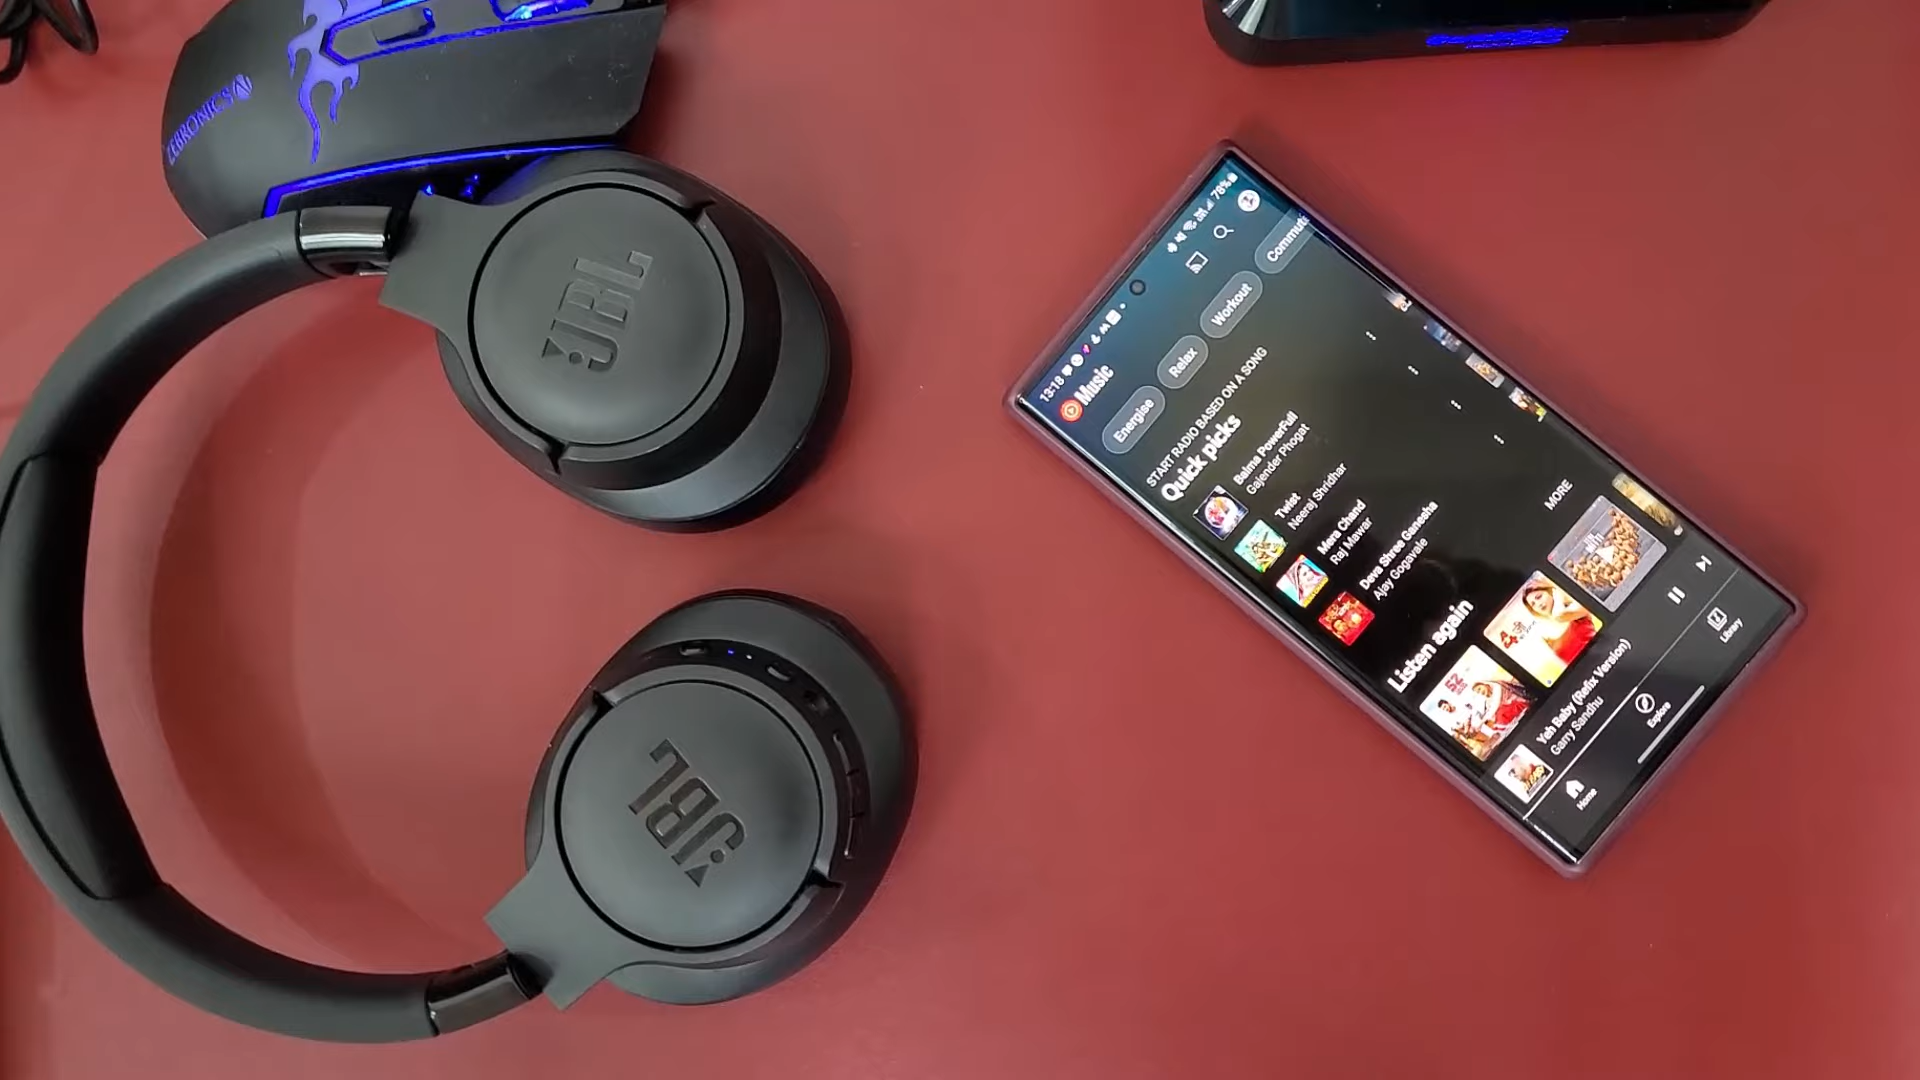 ZEBRONICS
JBL
JBL
13:18
78%
Music
Energise
Relax
Workout
Commute
START RADIO BASED ON A SONG
Quick picks
Balma PowerFull
Gajender Phogat
Twist
Neeraj Shridhar
Mera Chand
Raj Mawar
Deva Shree Ganesha
Ajay Gogavale
Listen again
MORE
52
Yeh Baby (Refix Version)
Garry Sandhu
Home
Explore
Library